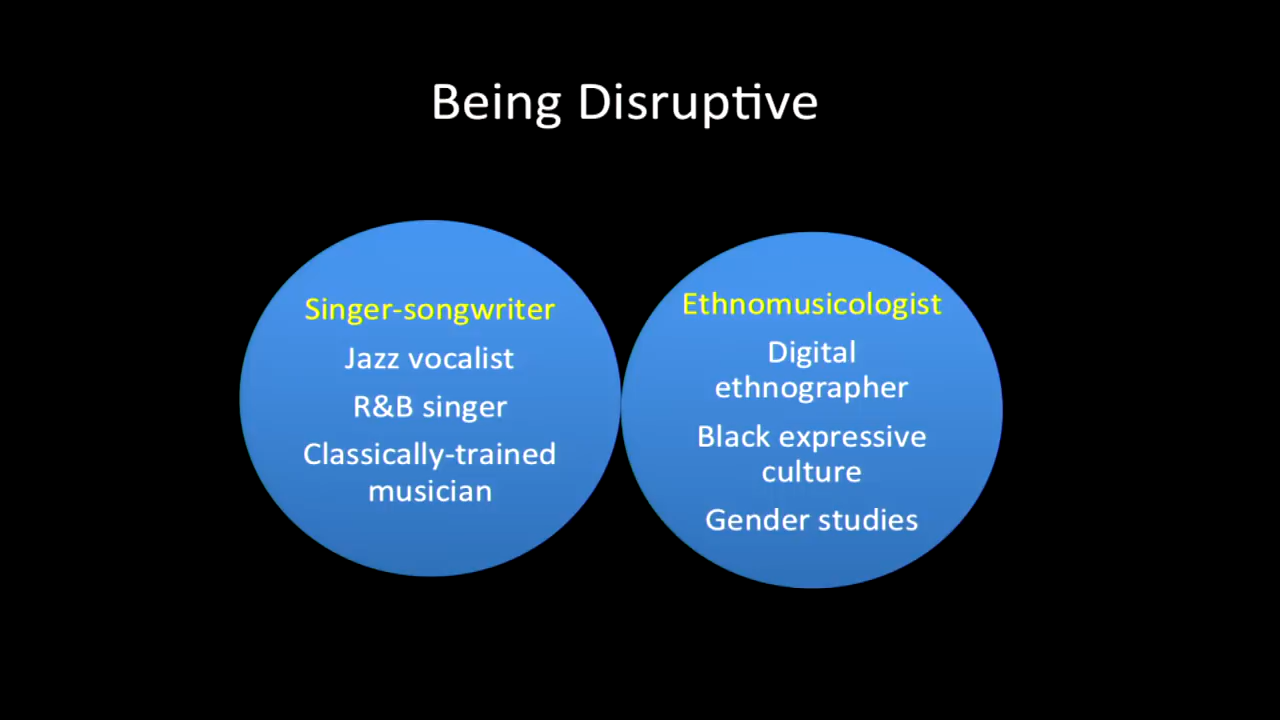 Being Disruptive
Singer-songwriter
Jazz vocalist
R&B singer
Classically-trained
musician
Ethnomusicologist
Digital
ethnographer
Black expressive
culture
Gender studies